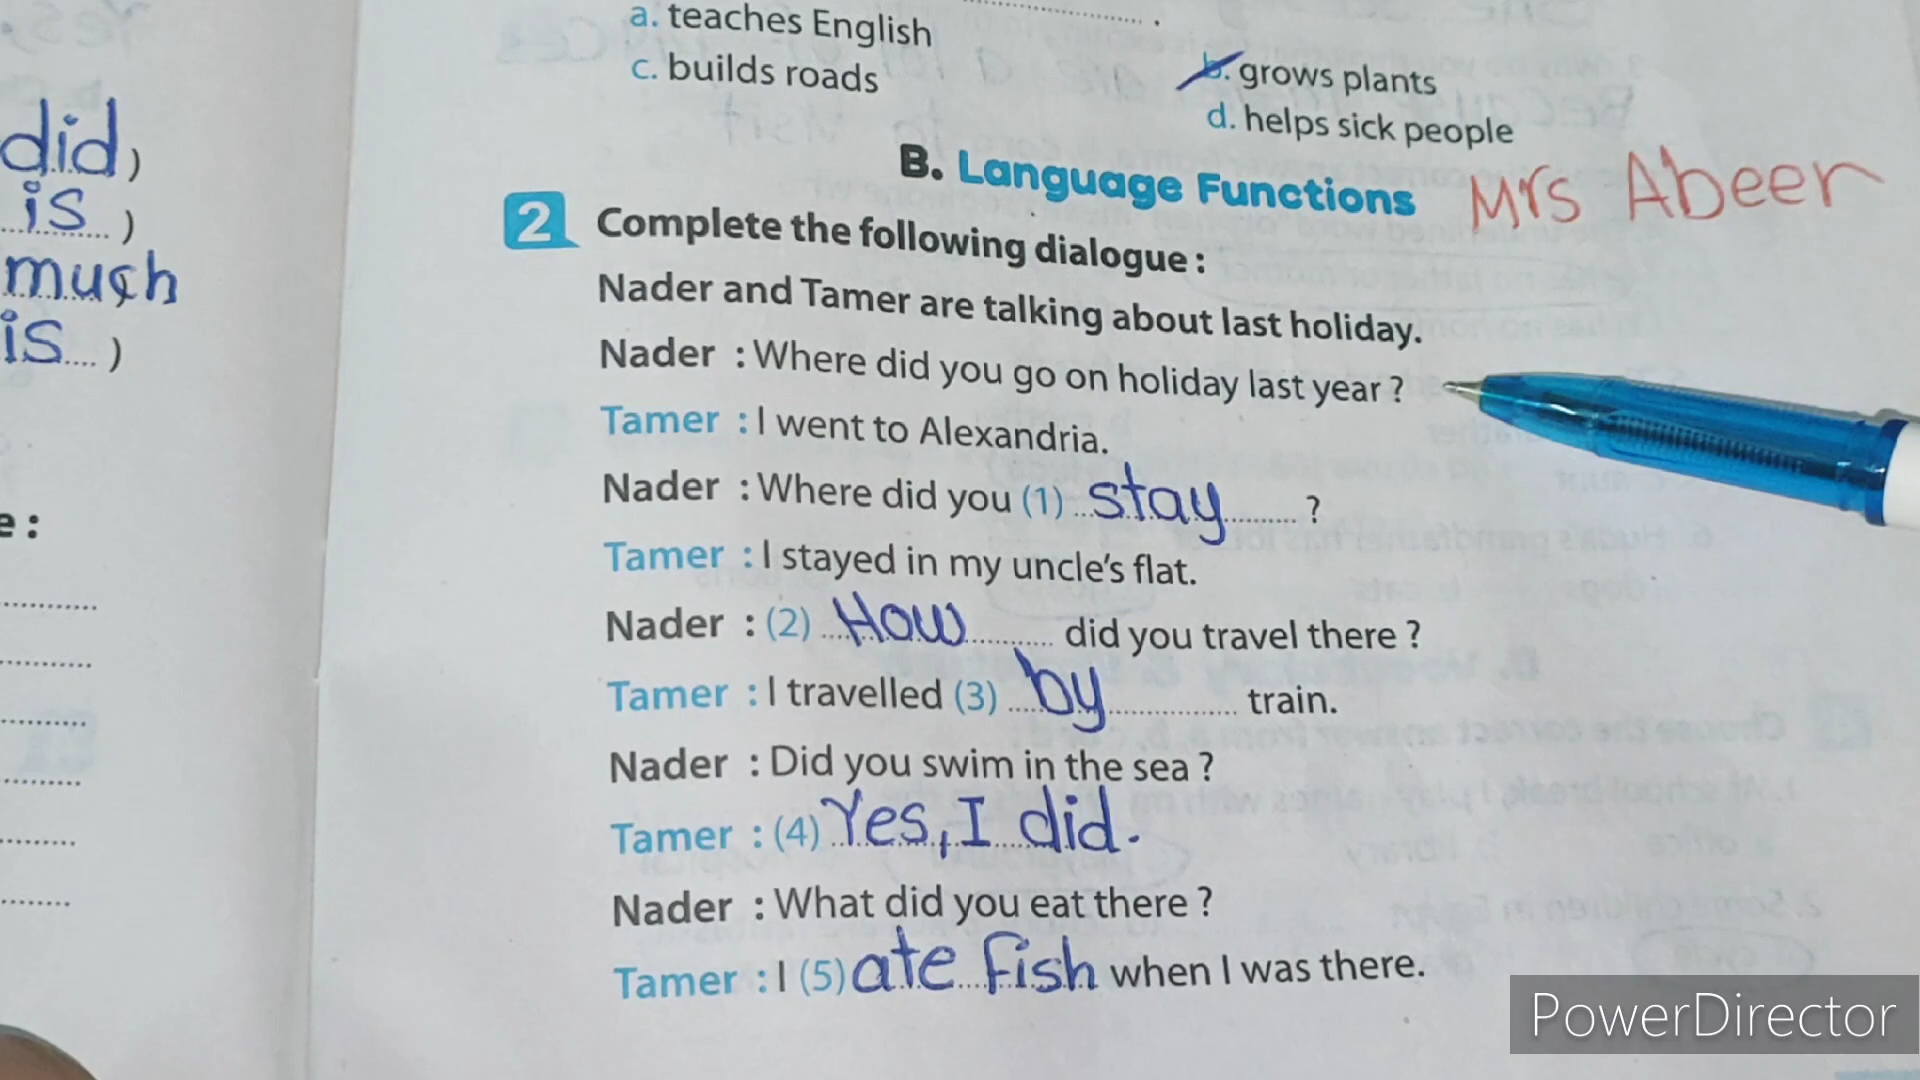 a. teaches English
b. grows plants
c. builds roads
d. helps sick people
did )
is )
much
is )
e :
B. Language Functions Mrs Abeer
2 Complete the following dialogue :
Nader and Tamer are talking about last holiday.
Nader : Where did you go on holiday last year ?
Tamer : I went to Alexandria.
Nader : Where did you (1) stay ?
Tamer : I stayed in my uncle's flat.
Nader : (2) How did you travel there ?
Tamer : I travelled (3) by train.
Nader : Did you swim in the sea ?
Tamer : (4) Yes, I did.
Nader : What did you eat there ?
Tamer : I (5) ate fish when I was there.
PowerDirector